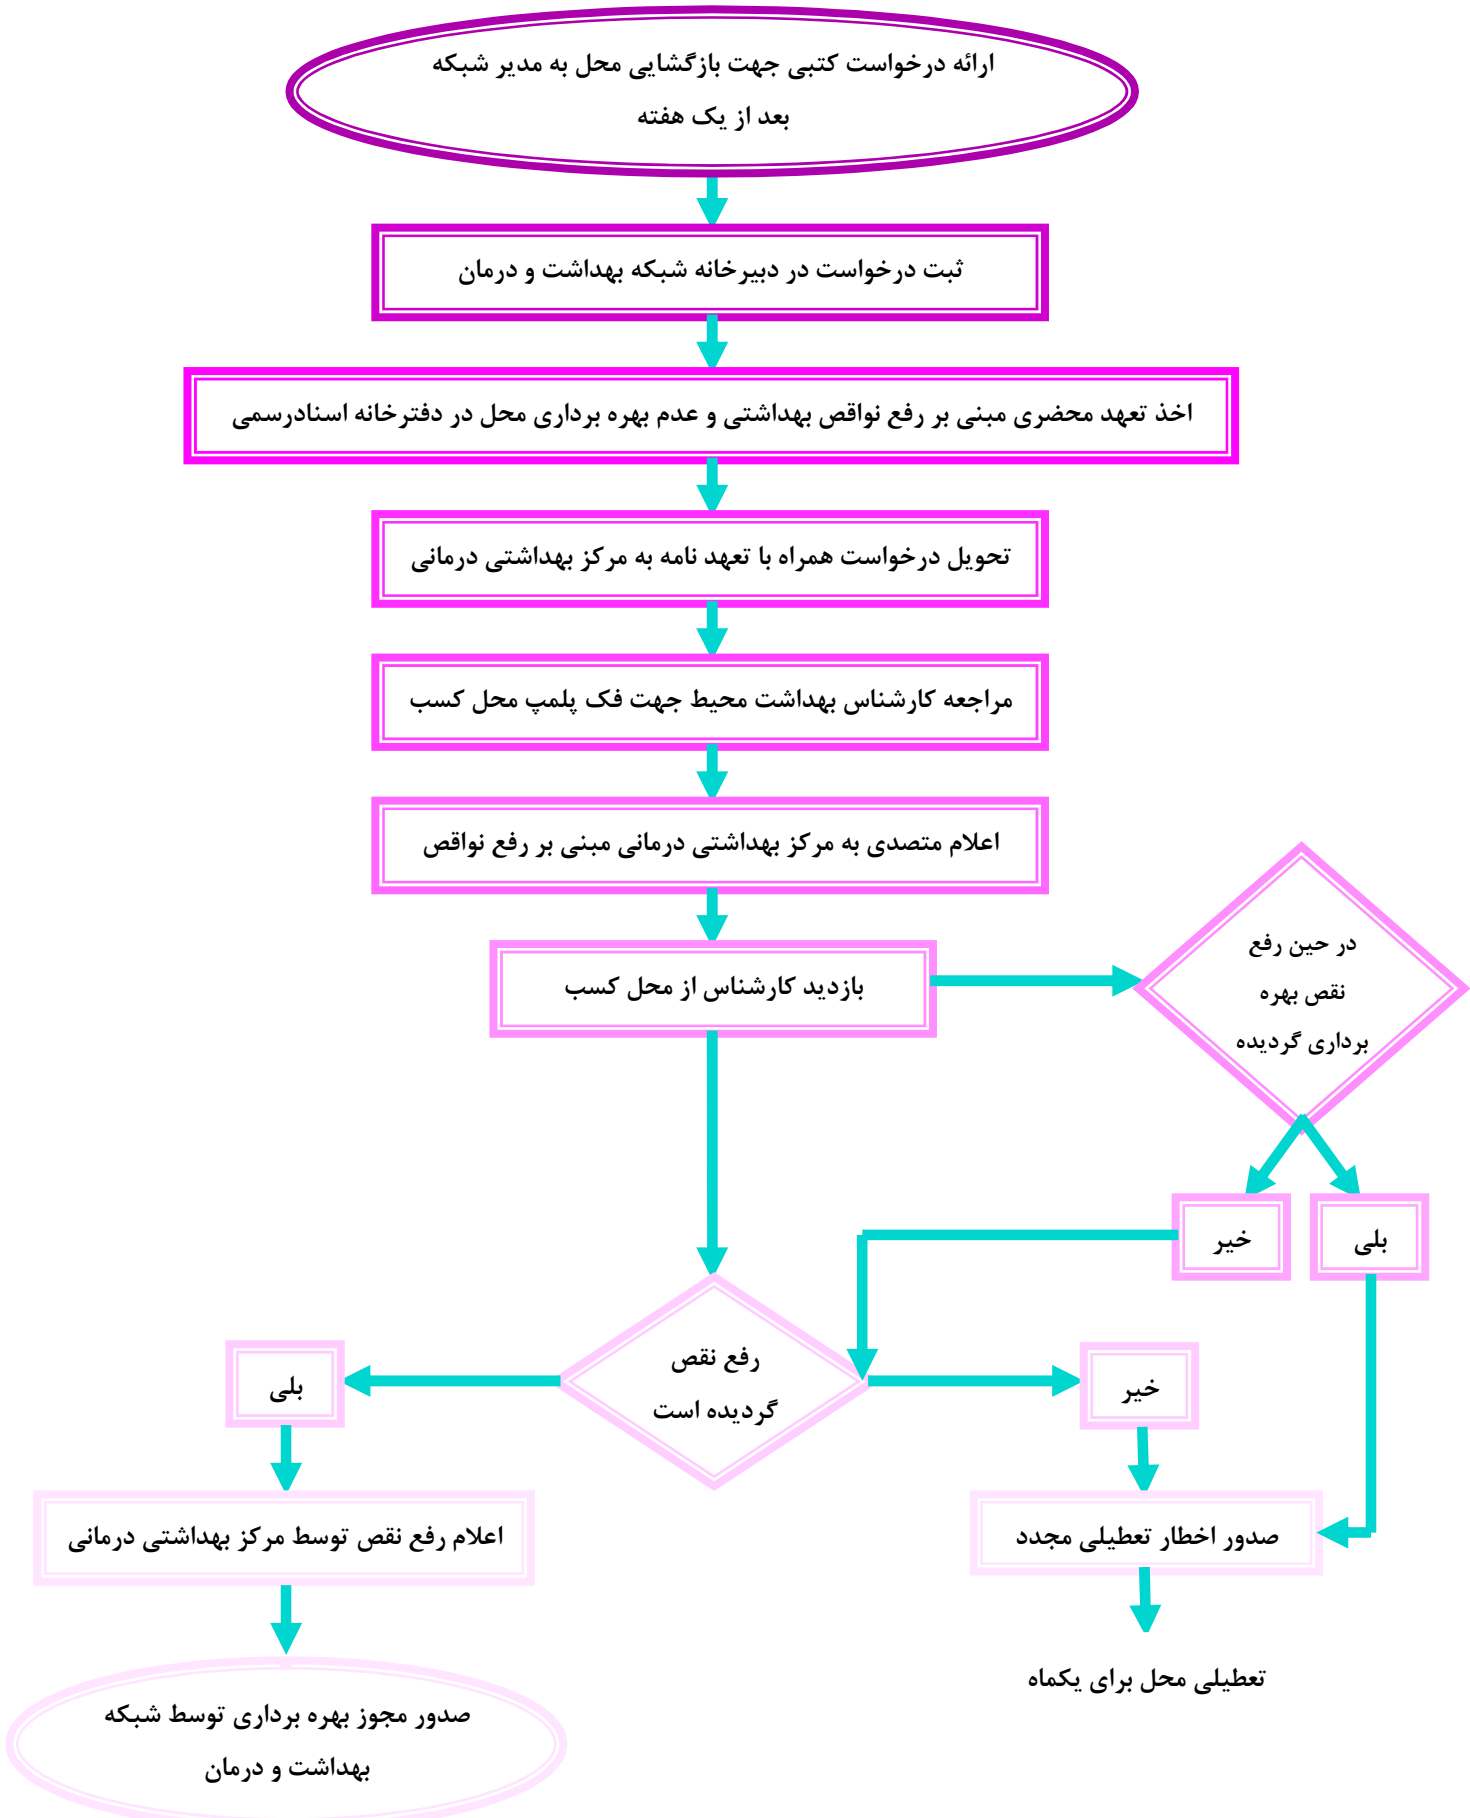 ارائه درخواست کتبی جهت بازگشایی محل به مدیر شبکه
بعد از یک هفته
ثبت درخواست در دبیرخانه شبکه بهداشت و درمان
اخذ تعهد محضری مبنی بر رفع نواقص بهداشتی و عدم بهره برداری محل در دفترخانه اسنادرسمی
تحویل درخواست همراه با تعهد نامه به مرکز بهداشتی درمانی
مراجعه کارشناس بهداشت محیط جهت فک پلمپ محل کسب
اعلام متصدی به مرکز بهداشتی درمانی مبنی بر رفع نواقص
بازدید کارشناس از محل کسب
در حین رفع
نقص بهره
برداری گردیده
خیر
بلی
رفع نقص
گردیده است
خیر
بلی
صدور اخطار تعطیلی مجدد
اعلام رفع نقص توسط مرکز بهداشتی درمانی
تعطیلی محل برای یکماه
صدور مجوز بهره برداری توسط شبکه
بهداشت و درمان